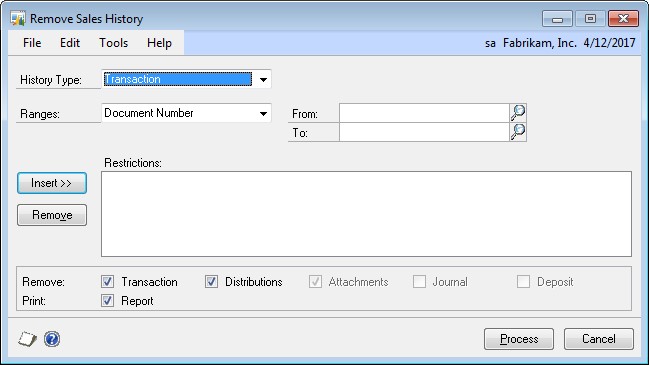 Remove Sales History
File Edit Tools Help sa Fabrikam, Inc. 4/12/2017
History Type: Transaction
Ranges: Document Number From:
To:
Restrictions:
Insert >>
Remove
Remove: Transaction Distributions Attachments Journal Deposit
Print: Report
Process Cancel